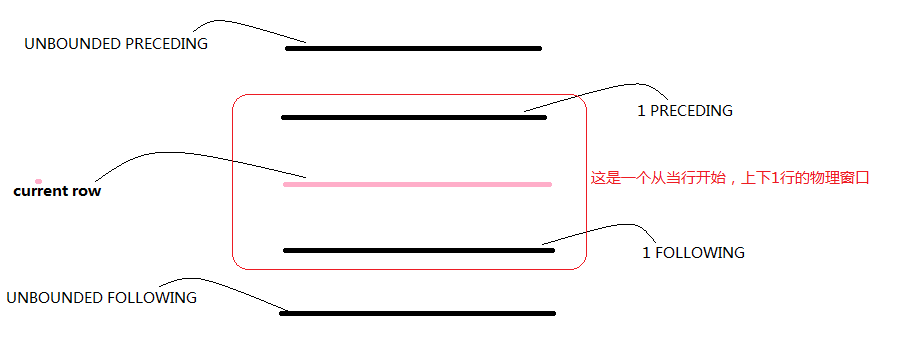 UNBOUNDED PRECEDING
1 PRECEDING
current row
这是一个从当行开始，上下1行的物理窗口
1 FOLLOWING
UNBOUNDED FOLLOWING